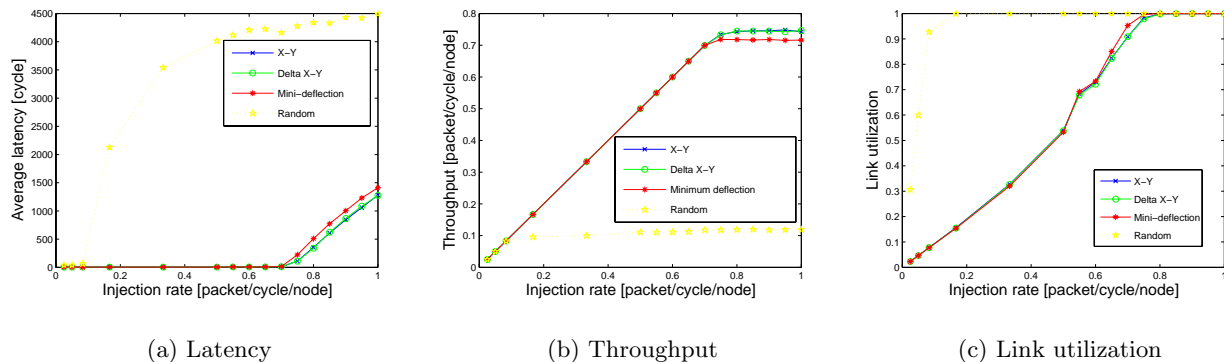 4500
4000
3500
3000
2500
2000
1500
1000
500
0
Average latency [cycle]
X−Y
Delta X−Y
Mini−deflection
Random
0 0.2 0.4 0.6 0.8 1
Injection rate [packet/cycle/node]
(a) Latency
0.8
0.7
0.6
0.5
0.4
0.3
0.2
0.1
0
Throughput [packet/cycle/node]
X−Y
Delta X−Y
Minimum deflection
Random
0 0.2 0.4 0.6 0.8 1
Injection rate [packet/cycle/node]
(b) Throughput
1
0.9
0.8
0.7
0.6
0.5
0.4
0.3
0.2
0.1
0
Link utilization
X−Y
Delta X−Y
Mini−deflection
Random
0 0.2 0.4 0.6 0.8 1
Injection rate [packet/cycle/node]
(c) Link utilization